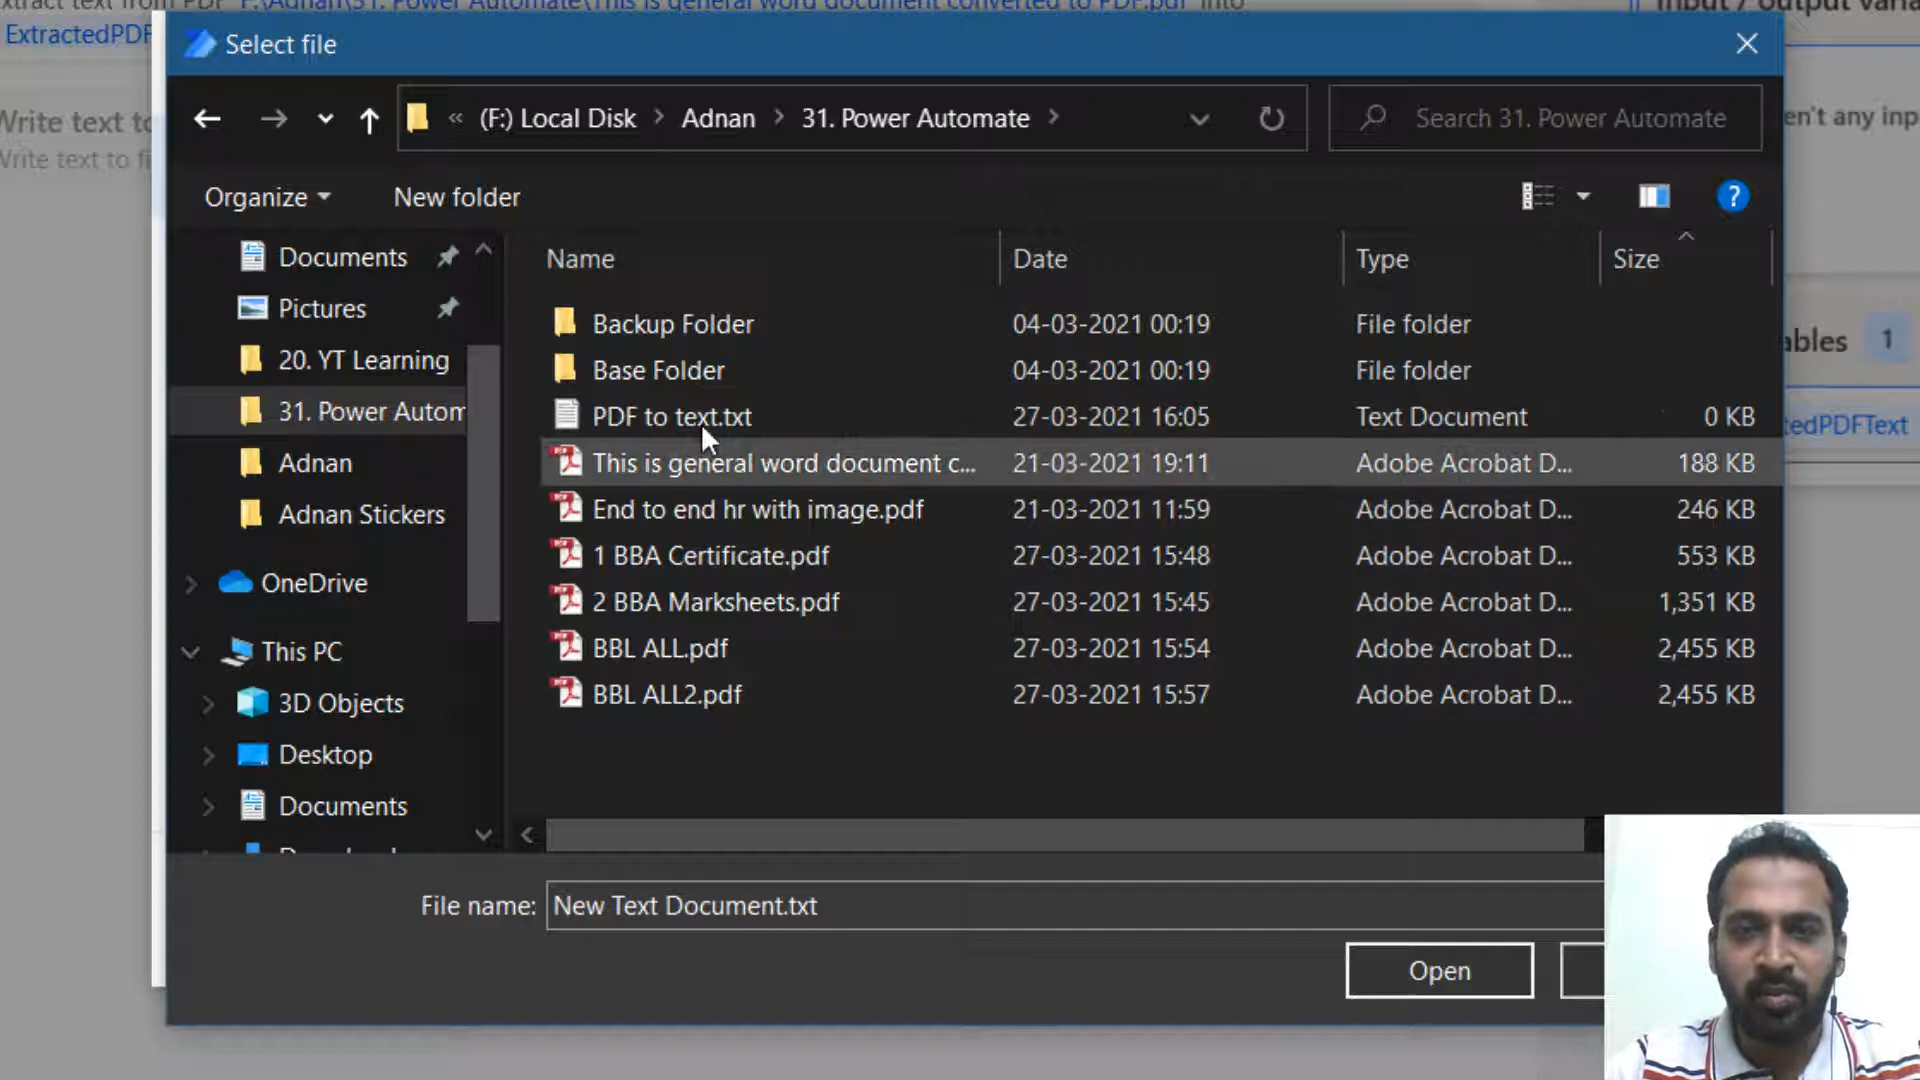 Select file
(F:) Local Disk
Adnan
31. Power Automate
Search 31. Power Automate
ExtractedPDF
Write text to
Write text to fi
en't any inp
Organize
New folder
Documents
Pictures
20. YT Learning
31. Power Autom
Adnan
Adnan Stickers
OneDrive
This PC
3D Objects
Desktop
Documents
Name Date Type Size
Backup Folder 04-03-2021 00:19 File folder
Base Folder 04-03-2021 00:19 File folder
PDF to text.txt 27-03-2021 16:05 Text Document 0 KB
This is general word document c... 21-03-2021 19:11 Adobe Acrobat D... 188 KB
End to end hr with image.pdf 21-03-2021 11:59 Adobe Acrobat D... 246 KB
1 BBA Certificate.pdf 27-03-2021 15:48 Adobe Acrobat D... 553 KB
2 BBA Marksheets.pdf 27-03-2021 15:45 Adobe Acrobat D... 1,351 KB
BBL ALL.pdf 27-03-2021 15:54 Adobe Acrobat D... 2,455 KB
BBL ALL2.pdf 27-03-2021 15:57 Adobe Acrobat D... 2,455 KB
ables 1
tedPDFText
File name: New Text Document.txt
Open